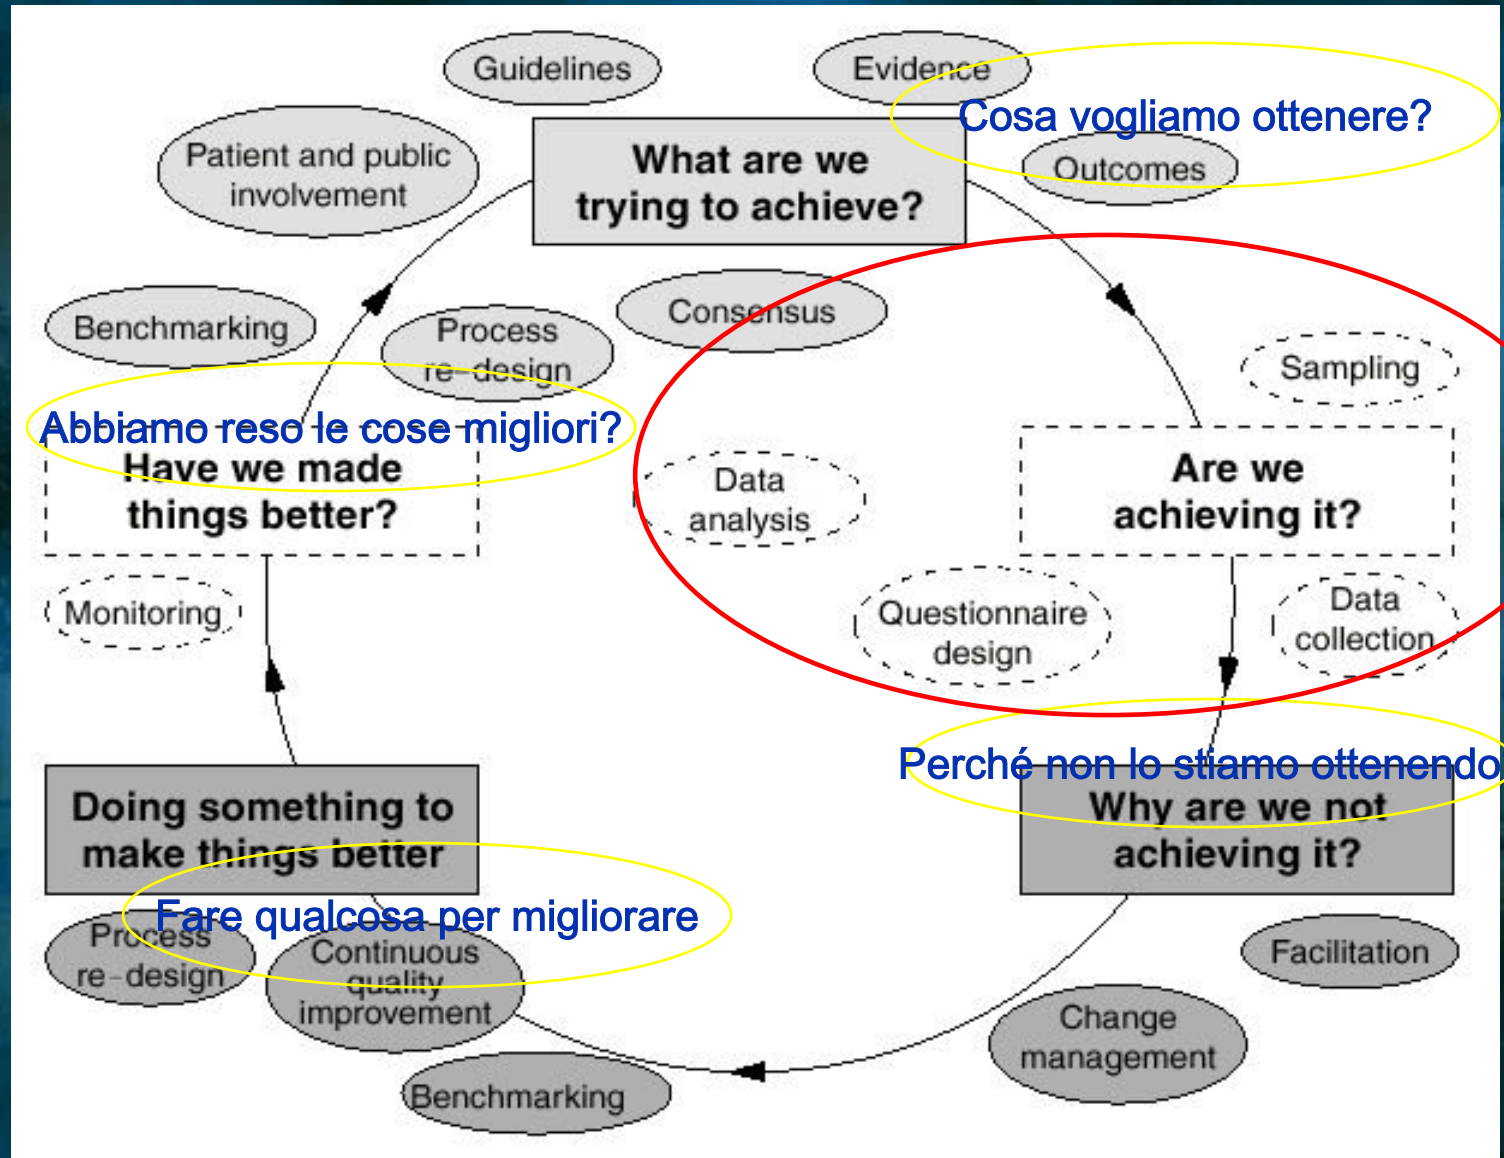 Guidelines
Evidence
Cosa vogliamo ottenere?
Patient and public
involvement
What are we
trying to achieve?
Outcomes
Benchmarking
Process
re-design
Consensus
Sampling
Abbiamo reso le cose migliori?
Have we made
things better?
Data
analysis
Are we
achieving it?
Monitoring
Questionnaire
design
Data
collection
Perché non lo stiamo ottenendo
Doing something to
make things better
Why are we not
achieving it?
Fare qualcosa per migliorare
Process
re-design
Continuous
quality
improvement
Facilitation
Change
management
Benchmarking